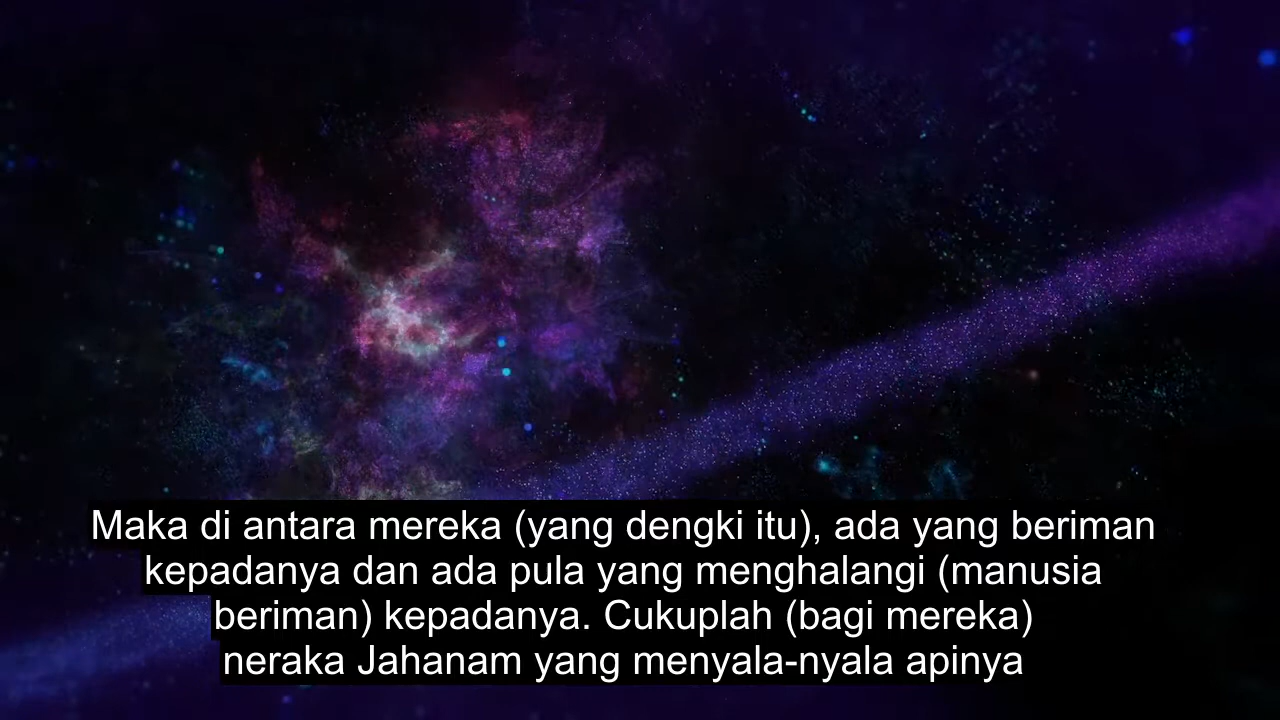 Maka di antara mereka (yang dengki itu), ada yang beriman
kepadanya dan ada pula yang menghalangi (manusia
beriman) kepadanya. Cukuplah (bagi mereka)
neraka Jahanam yang menyala-nyala apinya